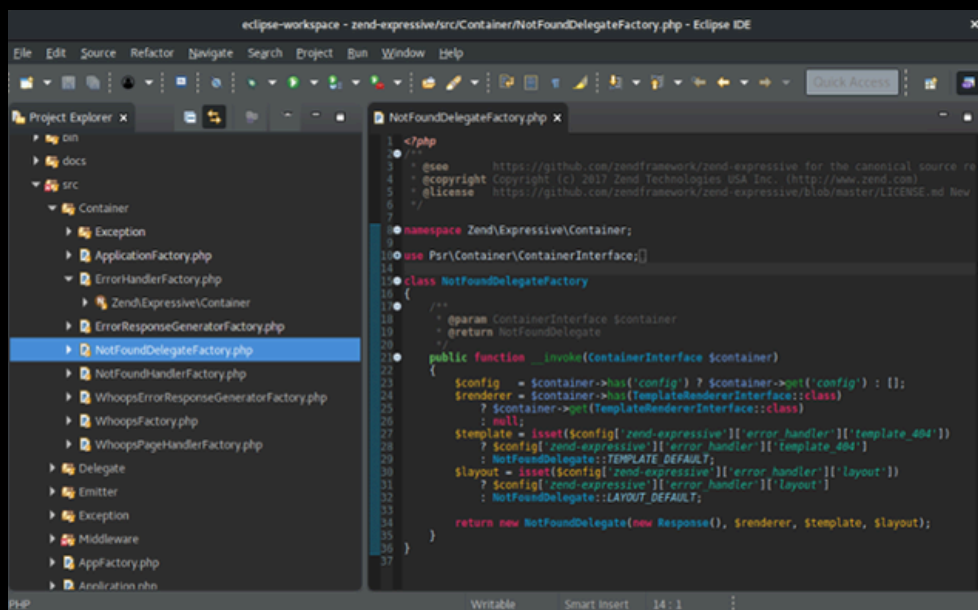 eclipse-workspace - zend-expressive/src/Container/NotFoundDelegateFactory.php - Eclipse IDE
File Edit Source Refactor Navigate Search Project Run Window Help
Quick Access
Project Explorer
bin
docs
src
Container
Exception
ApplicationFactory.php
ErrorHandlerFactory.php
Zend\Expressive\Container
ErrorResponseGeneratorFactory.php
NotFoundDelegateFactory.php
NotFoundHandlerFactory.php
WhoopsErrorResponseGeneratorFactory.php
WhoopsFactory.php
WhoopsPageHandlerFactory.php
Delegate
Emitter
Exception
Middleware
AppFactory.php
Application.php
NotFoundDelegateFactory.php
1 <?php
2 /**
3 * @see https://github.com/zendframework/zend-expressive for the canonical source re
4 * @copyright Copyright (c) 2017 Zend Technologies USA Inc. (http://www.zend.com)
5 * @license https://github.com/zendframework/zend-expressive/blob/master/LICENSE.md New
6 */
7
8 namespace Zend\Expressive\Container;
9
10 use Psr\Container\ContainerInterface;
14
15 class NotFoundDelegateFactory
16 {
17 /**
18 * @param ContainerInterface $container
19 * @return NotFoundDelegate
20 */
21 public function __invoke(ContainerInterface $container)
22 {
23 $config = $container->has('config') ? $container->get('config') : [];
24 $renderer = $container->has(TemplateRendererInterface::class)
25 ? $container->get(TemplateRendererInterface::class)
26 : null;
27 $template = isset($config['zend-expressive']['error_handler']['template_404'])
28 ? $config['zend-expressive']['error_handler']['template_404']
29 : NotFoundDelegate::TEMPLATE_DEFAULT;
30 $layout = isset($config['zend-expressive']['error_handler']['layout'])
31 ? $config['zend-expressive']['error_handler']['layout']
32 : NotFoundDelegate::LAYOUT_DEFAULT;
33
34 return new NotFoundDelegate(new Response(), $renderer, $template, $layout);
35 }
36 }
37
PHP Writable Smart Insert 14 : 1